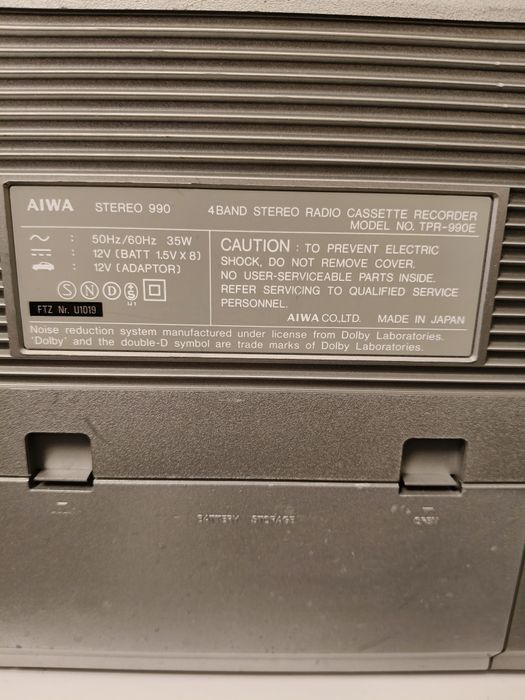 AIWA STEREO 990 4 BAND STEREO RADIO CASSETTE RECORDER
MODEL NO. TPR-990E
~ : 50Hz/60Hz 35W
: 12V (BATT 1.5V X 8)
: 12V (ADAPTOR)
S N D S
FTZ Nr. U1019
CAUTION : TO PREVENT ELECTRIC
SHOCK, DO NOT REMOVE COVER.
NO USER-SERVICEABLE PARTS INSIDE.
REFER SERVICING TO QUALIFIED SERVICE
PERSONNEL.
AIWA CO.,LTD. MADE IN JAPAN
Noise reduction system manufactured under license from Dolby Laboratories.
'Dolby' and the double-D symbol are trade marks of Dolby Laboratories.
BATTERY STORAGE
OPEN